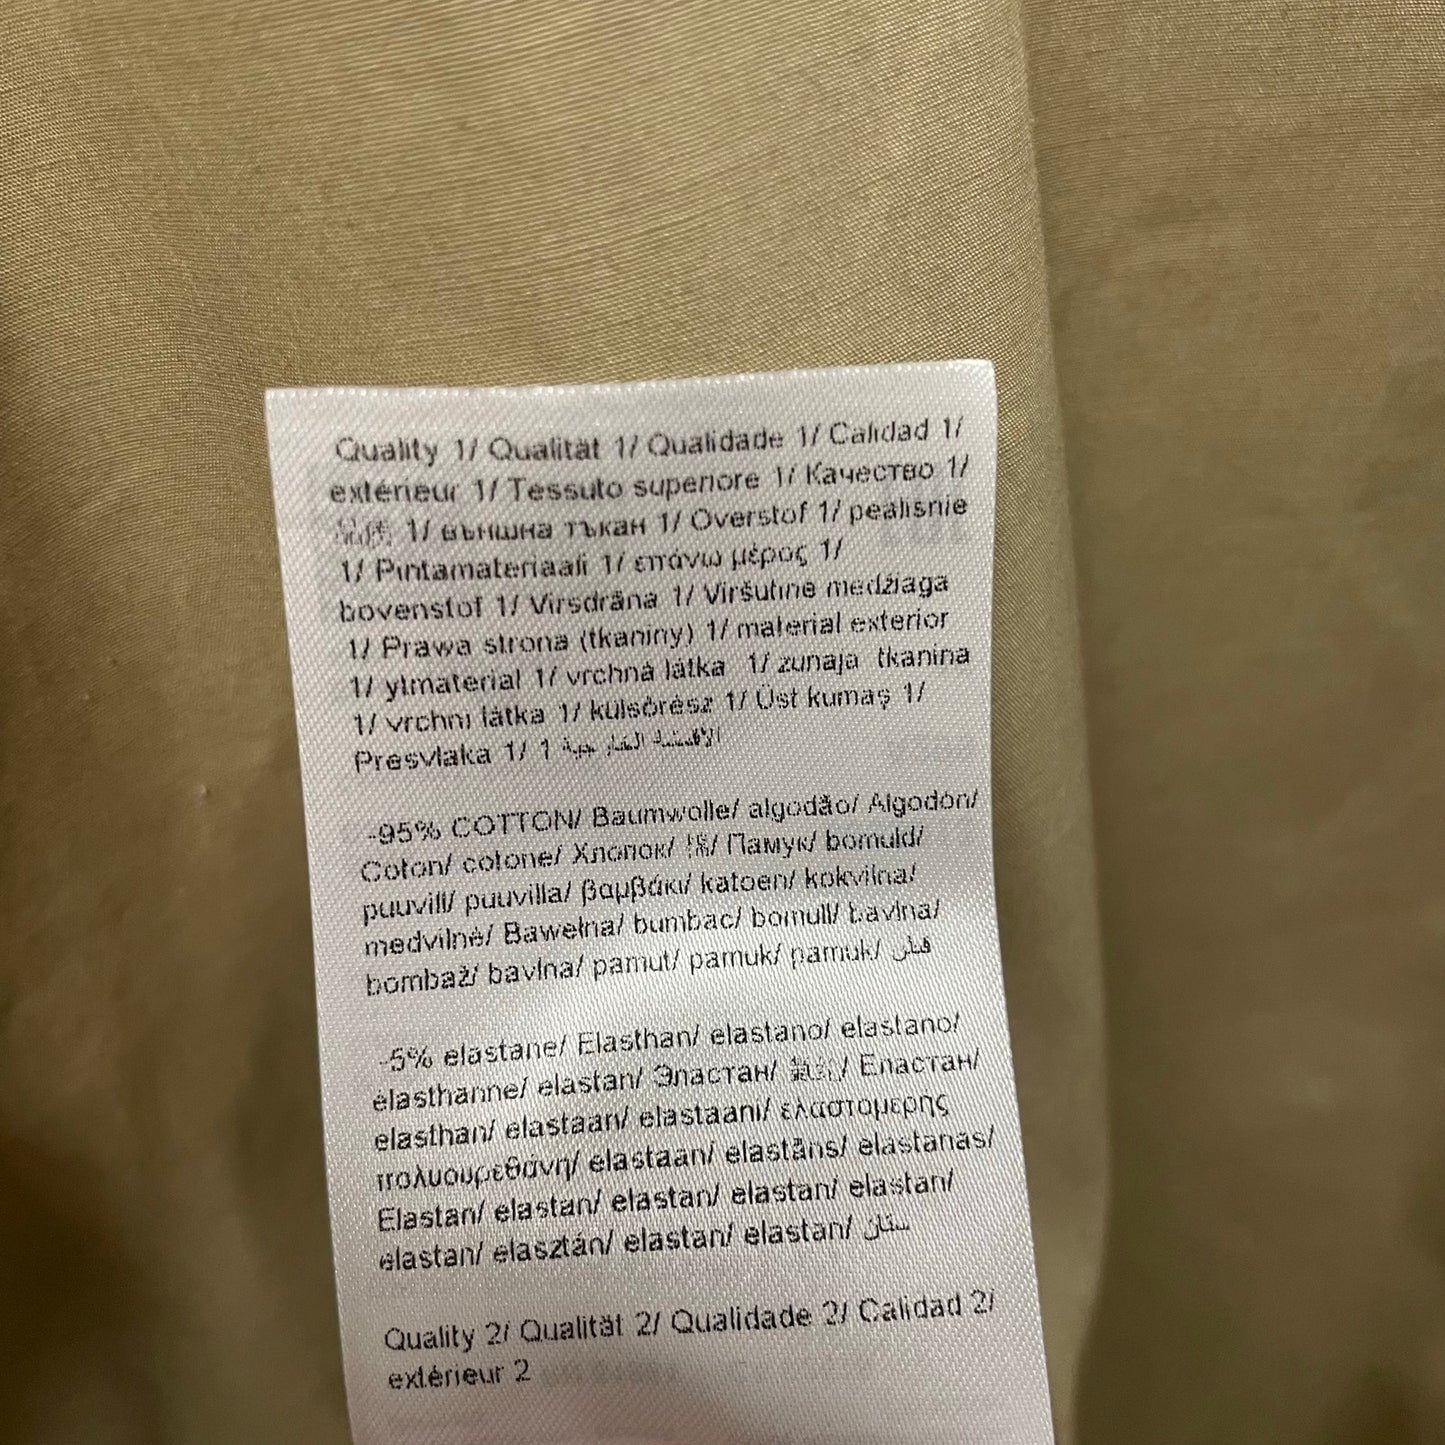 Quality 1/ Qualität 1/ Qualidade 1/ Calidad 1/
extérieur 1/ Tessuto superiore 1/ Качество 1/
1/ външна тъкан 1/ Overstof 1/ pealisriie
1/ Pintamateriaali 1/ επάνω μέρος 1/
bovenstof 1/ Virsdrāna 1/ Viršutinė medžiaga
1/ Prawa strona (tkaniny) 1/ material exterior
1/ ytmaterial 1/ vrchná látka 1/ zunaja tkanina
1/ vrchní látka 1/ külsőrész 1/ Üst kumaş 1/
Presvlaka 1/ 1 الأقمشة الخارجية
-95% COTTON/ Baumwolle/ algodão/ Algodón/
Coton/ cotone/ Хлопок/ 棉/ Памук/ bomuld/
puuvill/ puuvilla/ βαμβάκι/ katoen/ kokvilna/
medvilnė/ Bawełna/ bumbac/ bomull/ bavlna/
bombaž/ bavlna/ pamut/ pamuk/ pamuk/ قطن
-5% elastane/ Elasthan/ elastano/ elastano/
élasthanne/ elastan/ Эластан/ Еластан/
elasthan/ elastaan/ elastaani/ ελαστομερής
πολυουρεθάνη/ elastaan/ elastāns/ elastanas/
Elastan/ elastan/ elastan/ elastan/ elastan/
elastan/ elasztán/ elastan/ elastan/
Quality 2/ Qualität 2/ Qualidade 2/ Calidad 2/
extérieur 2